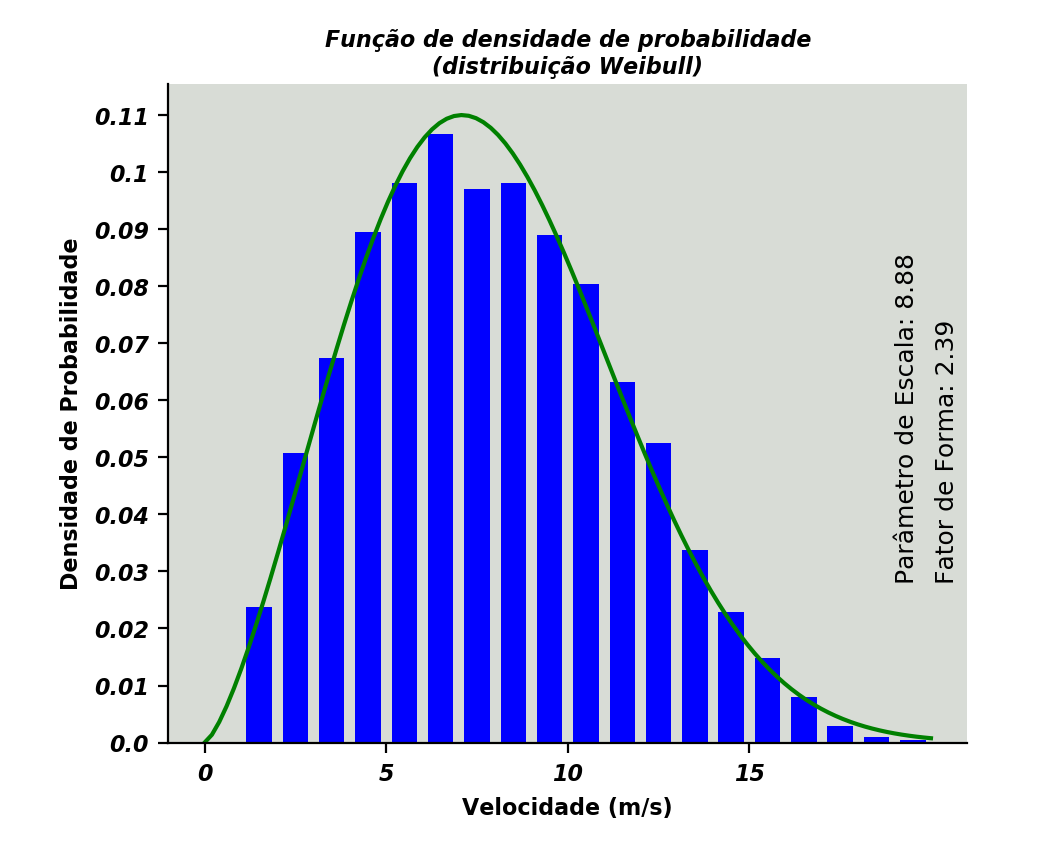 Função de densidade de probabilidade
(distribuição Weibull)
0.11
0.1
0.09
0.08
0.07
0.06
0.05
0.04
0.03
0.02
0.01
0.0
Densidade de Probabilidade
Parâmetro de Escala: 8.88
Fator de Forma: 2.39
0 5 10 15
Velocidade (m/s)